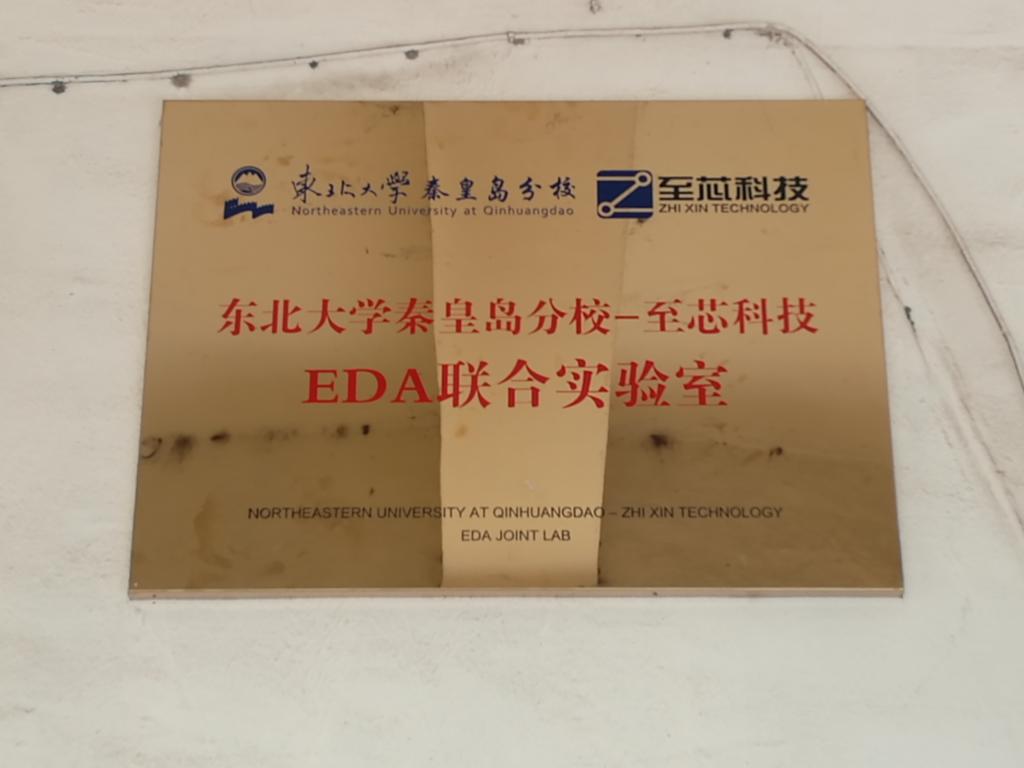 東北大学秦皇岛分校
Northeastern University at Qinhuangdao
至芯科技
ZHI XIN TECHNOLOGY
东北大学秦皇岛分校-至芯科技
EDA联合实验室
NORTHEASTERN UNIVERSITY AT QINHUANGDAO – ZHI XIN TECHNOLOGY
EDA JOINT LAB